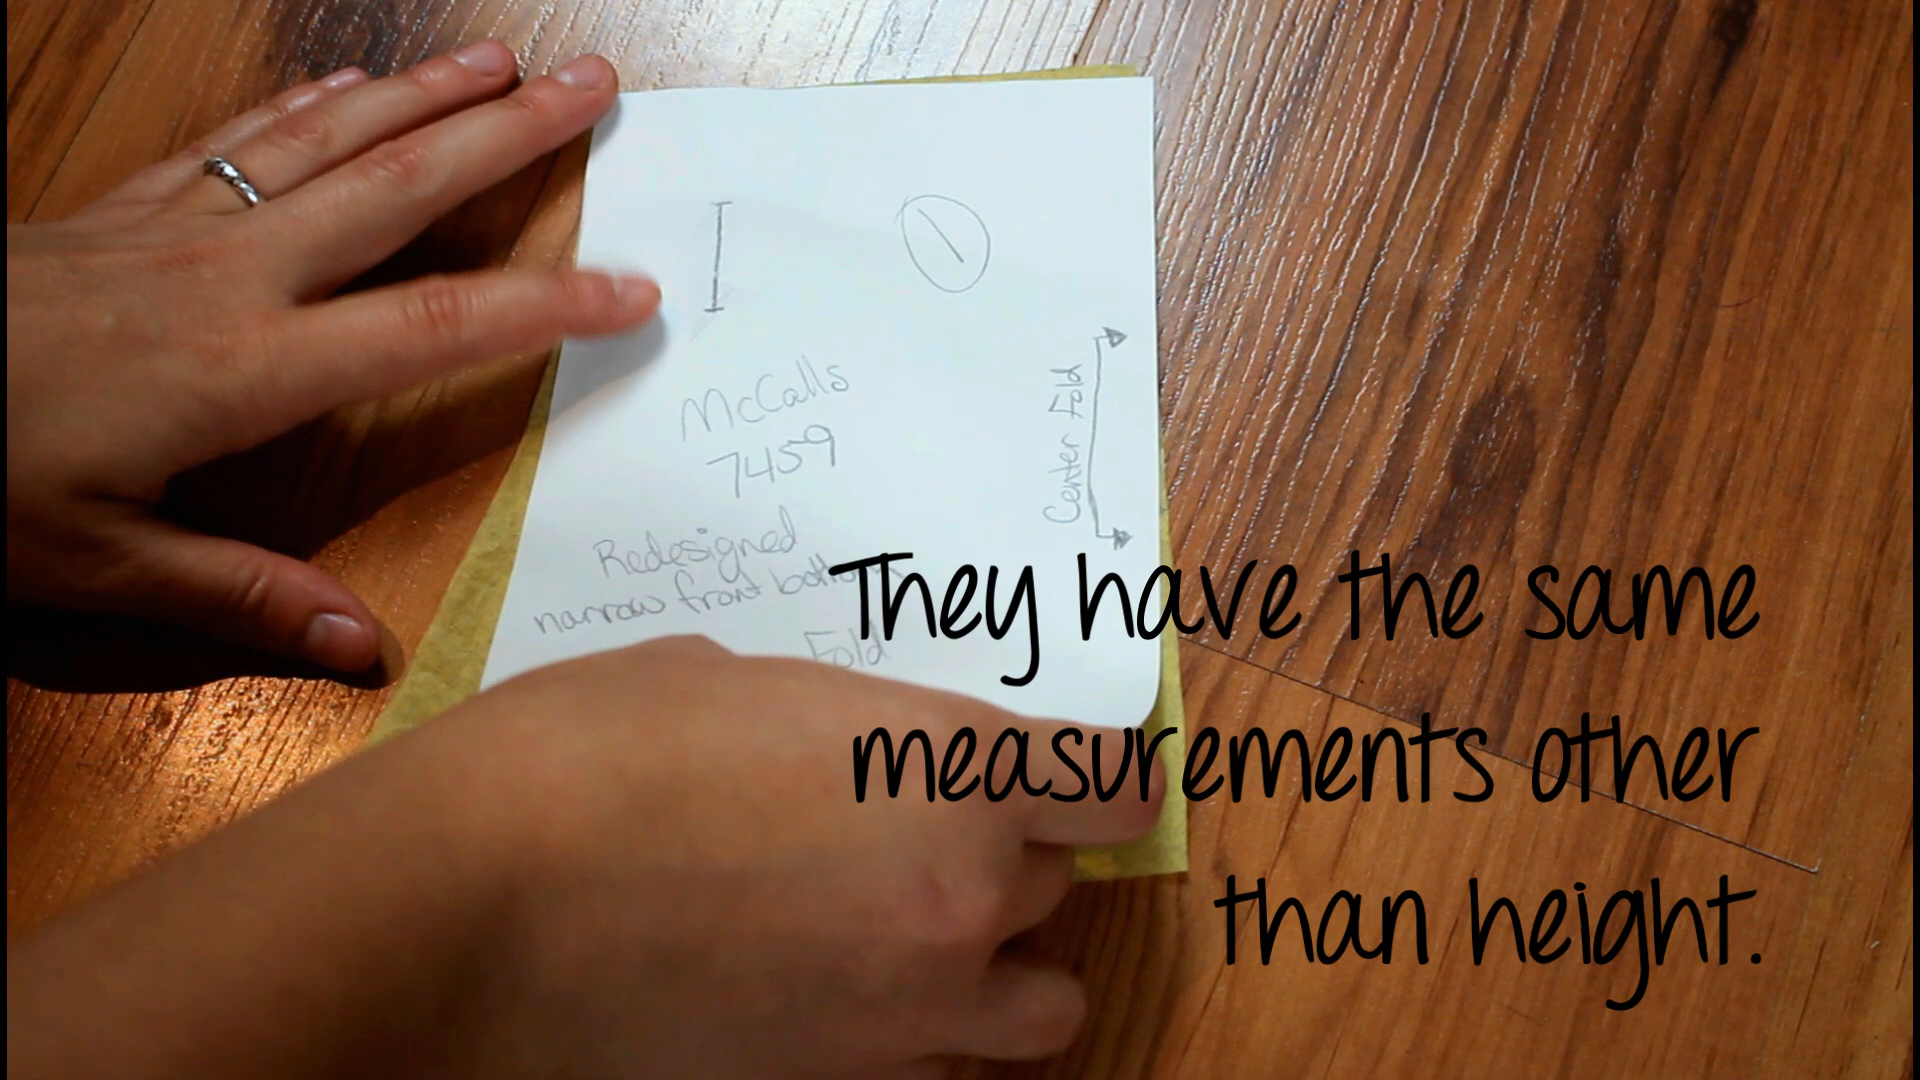 McCalls
7459
Center Fold
Redesigned
narrow front
Fold
They have the same
measurements other
than height.